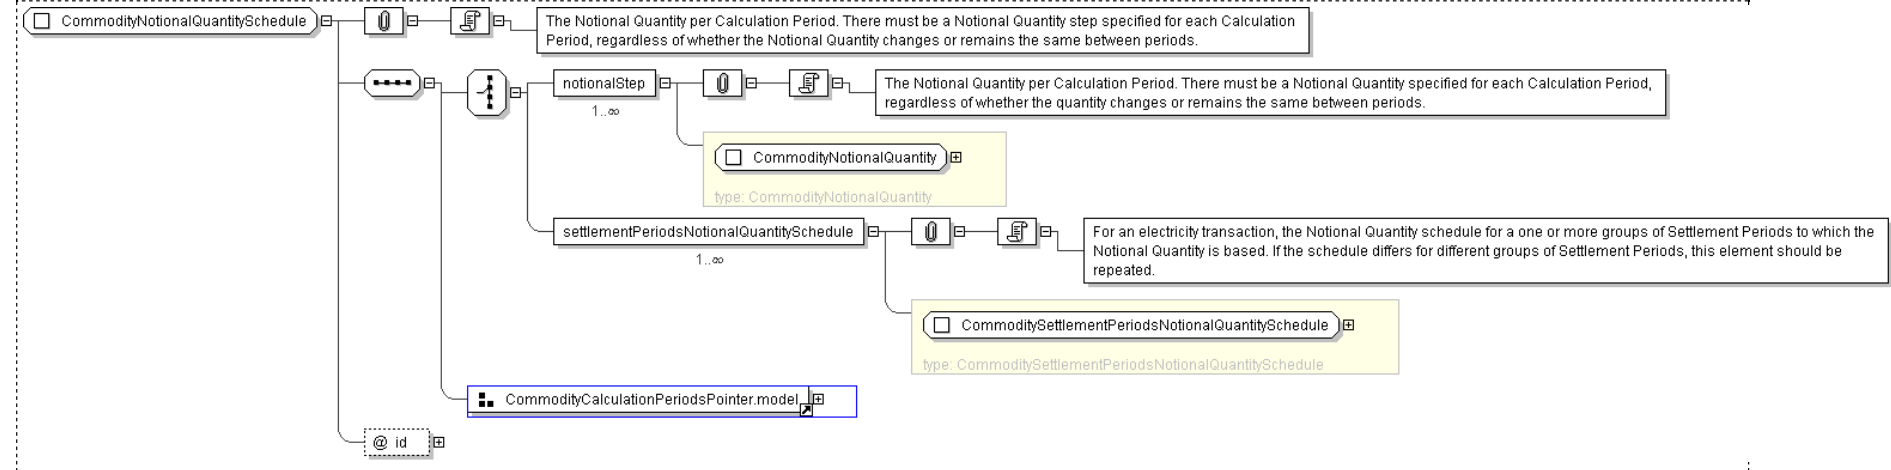 CommodityNotionalQuantitySchedule
The Notional Quantity per Calculation Period. There must be a Notional Quantity step specified for each Calculation
Period, regardless of whether the Notional Quantity changes or remains the same between periods.
notionalStep
1..∞
The Notional Quantity per Calculation Period. There must be a Notional Quantity specified for each Calculation Period,
regardless of whether the quantity changes or remains the same between periods.
CommodityNotionalQuantity
type: CommodityNotionalQuantity
settlementPeriodsNotionalQuantitySchedule
1..∞
For an electricity transaction, the Notional Quantity schedule for a one or more groups of Settlement Periods to which the
Notional Quantity is based. If the schedule differs for different groups of Settlement Periods, this element should be
repeated.
CommoditySettlementPeriodsNotionalQuantitySchedule
type: CommoditySettlementPeriodsNotionalQuantitySchedule
CommodityCalculationPeriodsPointer.model
@ id